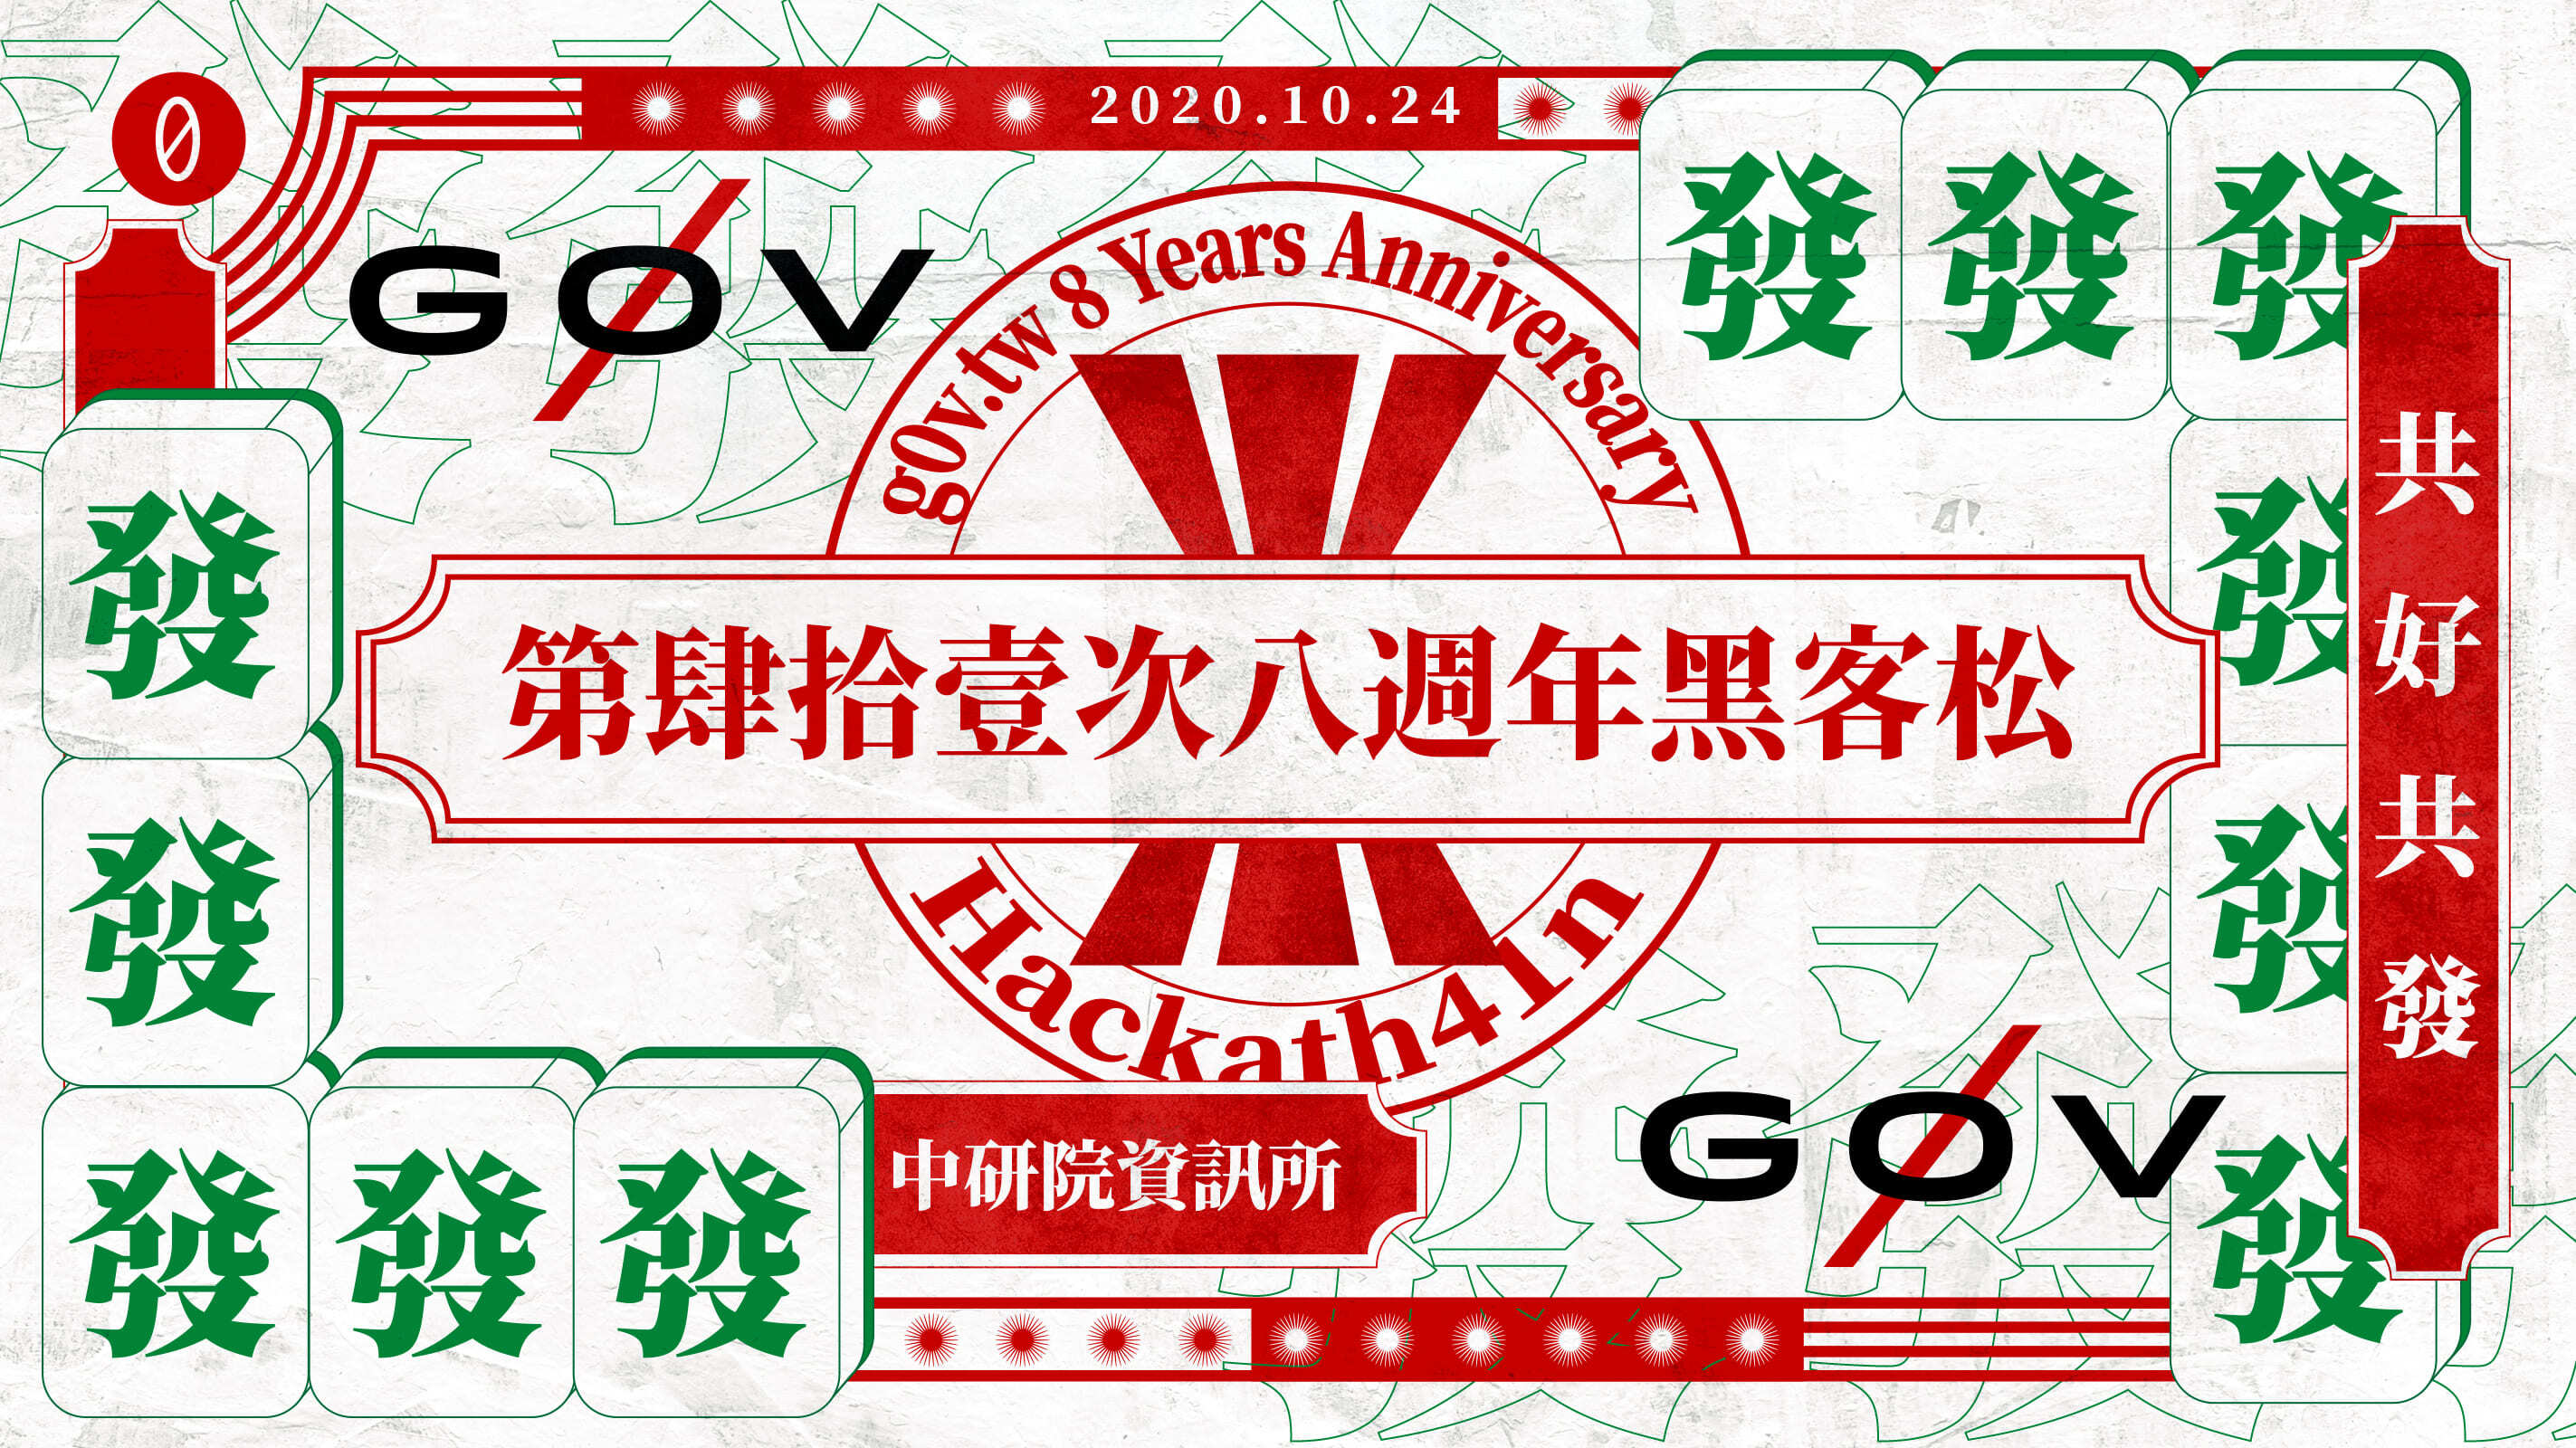 0
2020.10.24
GOV
g0v.tw 8 Years Anniversary
發 發 發
發
發
發
發
發
第肆拾壹次八週年黑客松
共好共發
Hackath41n
中研院資訊所
GOV
發 發 發